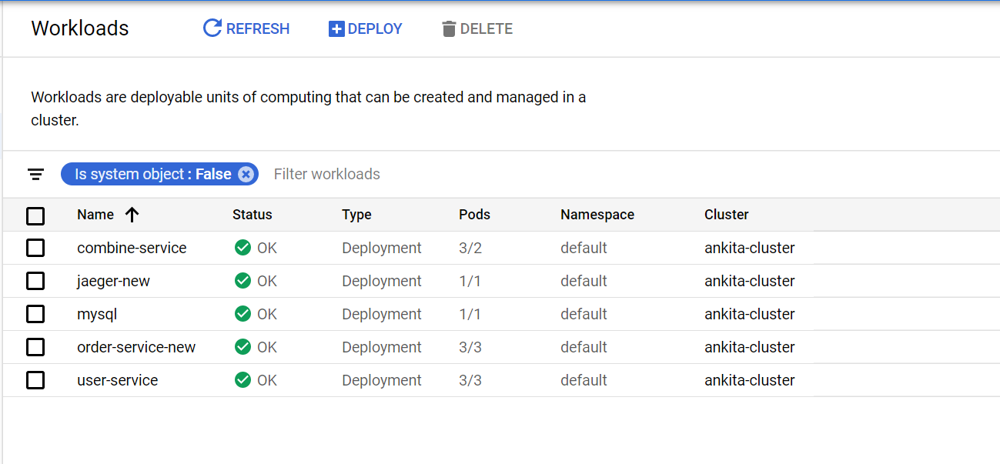 Workloads REFRESH DEPLOY DELETE
Workloads are deployable units of computing that can be created and managed in a
cluster.
Is system object : False Filter workloads
Name Status Type Pods Namespace Cluster
combine-service OK Deployment 3/2 default ankita-cluster
jaeger-new OK Deployment 1/1 default ankita-cluster
mysql OK Deployment 1/1 default ankita-cluster
order-service-new OK Deployment 3/3 default ankita-cluster
user-service OK Deployment 3/3 default ankita-cluster